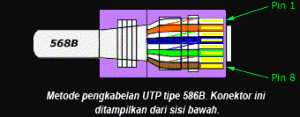 Pin 1
568B
Pin 8
Metode pengkabelan UTP tipe 586B. Konektor ini
ditampilkan dari sisi bawah.